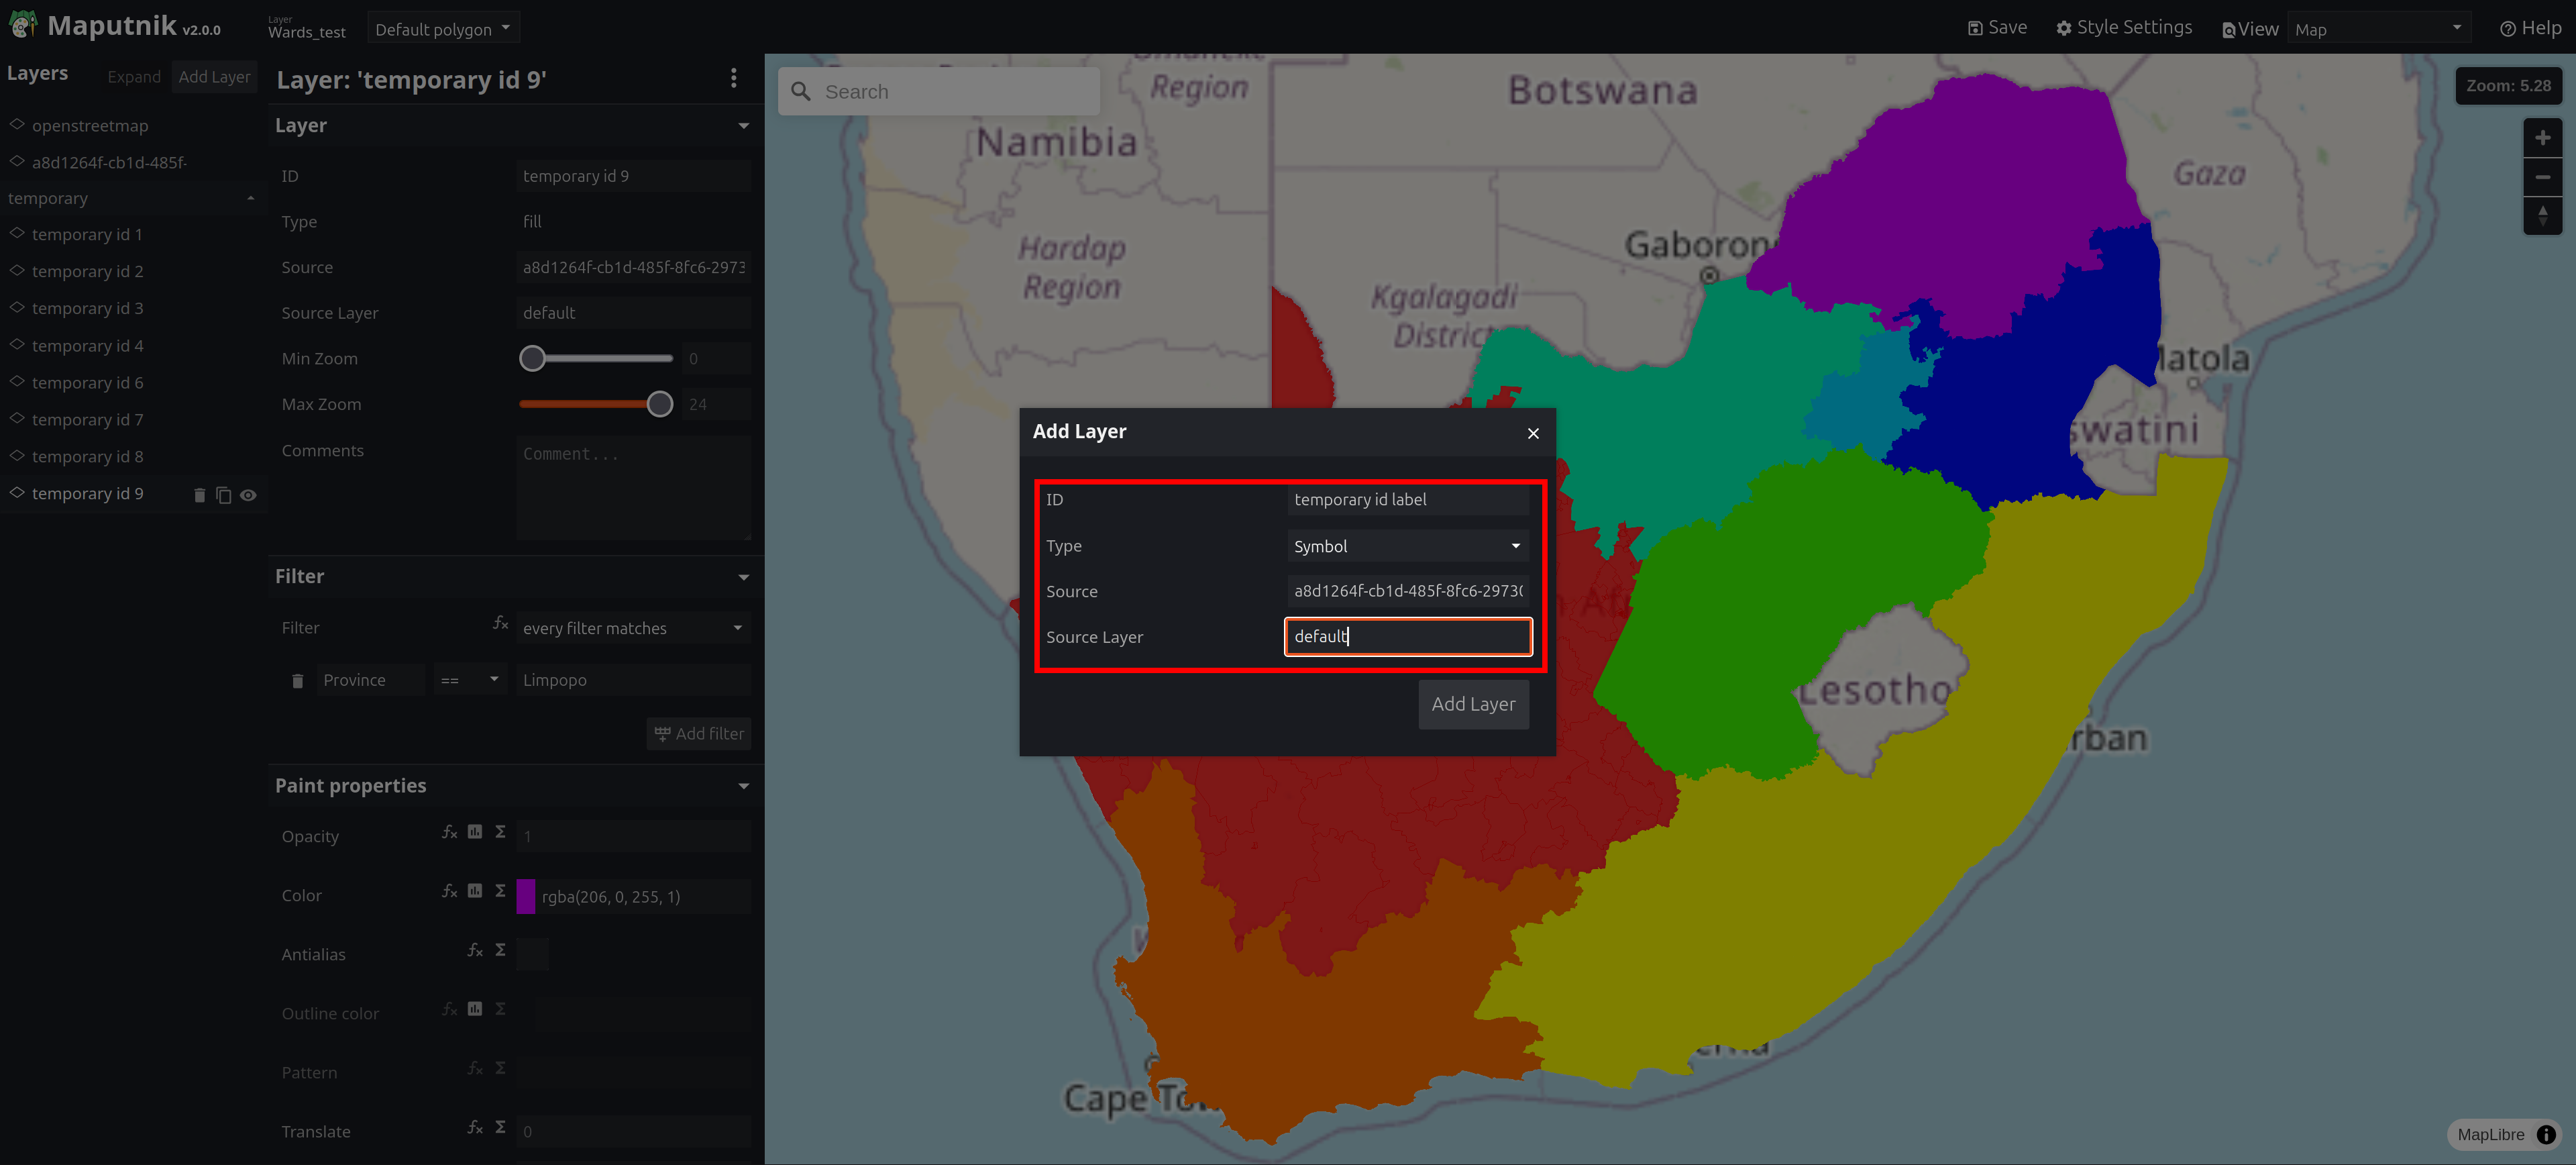 Maputnik v2.0.0
Layer
Wards_test
Default polygon
Save
Style Settings
View
Map
Help
Layers
Expand
Add Layer
openstreetmap
a8d1264f-cb1d-485f-
temporary
temporary id 1
temporary id 2
temporary id 3
temporary id 4
temporary id 6
temporary id 7
temporary id 8
temporary id 9
Layer: 'temporary id 9'
Layer
ID
temporary id 9
Type
fill
Source
a8d1264f-cb1d-485f-8fc6-2973
Source Layer
default
Min Zoom
0
Max Zoom
24
Comments
Comment...
Filter
Filter
every filter matches
Province
==
Limpopo
Add filter
Paint properties
Opacity
1
Color
rgba(206, 0, 255, 1)
Antialias
Outline color
Pattern
Translate
0
Search
Zoom: 5.28
Region
Botswana
Namibia
Gaza
Hardap
Region
Gaboron
Kgalagadi
District
latola
swatini
Lesotho
rban
Cape To
Add Layer
ID
temporary id label
Type
Symbol
Source
a8d1264f-cb1d-485f-8fc6-2973(
Source Layer
default
Add Layer
MapLibre